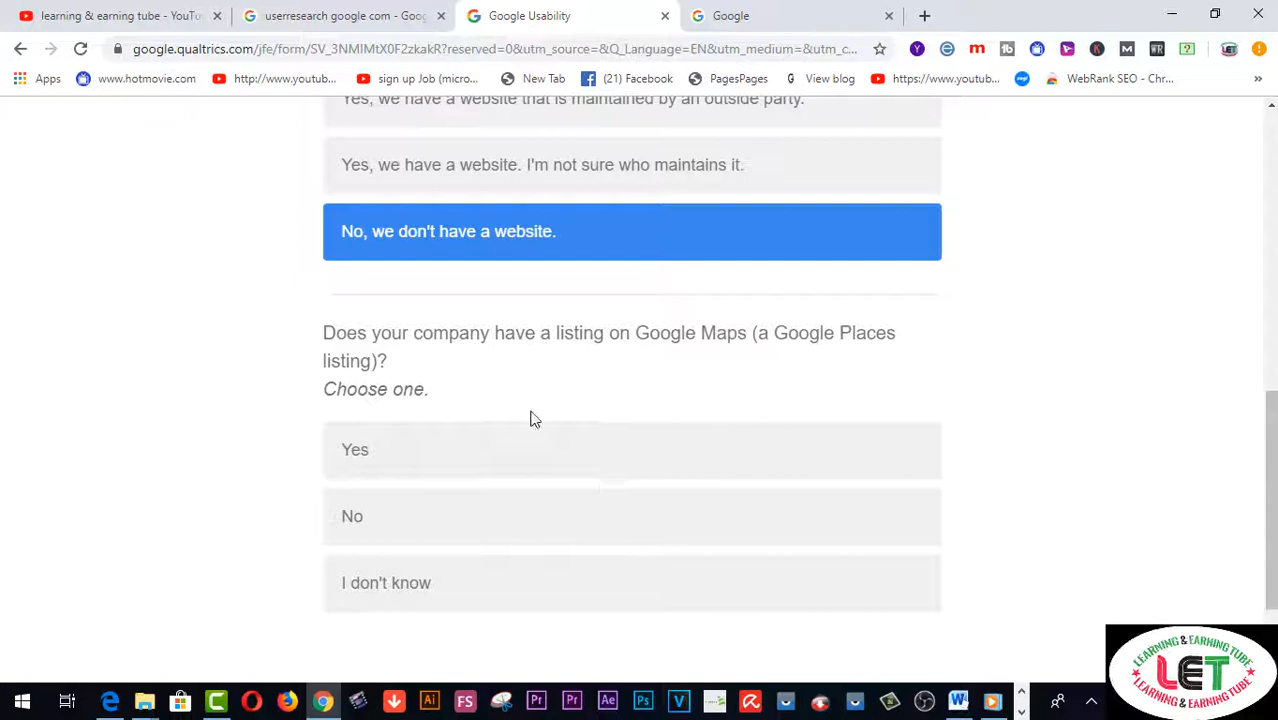 learning & earning tube - YouTu
userresearch google com - Goog
Google Usability
Google
google.qualtrics.com/jfe/form/SV_3NMIMtX0F2zkakR?reserved=0&utm_source=&Q_Language=EN&utm_medium=&utm_c...
Apps
www.hotmovie.com
http://www.youtub...
sign up Job (micro...
New Tab
(21) Facebook
PagesPages
View blog
https://www.youtub...
WebRank SEO - Chr...
Yes, we have a website that is maintained by an outside party.
Yes, we have a website. I'm not sure who maintains it.
No, we don't have a website.
Does your company have a listing on Google Maps (a Google Places
listing)?
Choose one.
Yes
No
I don't know
LEARNING & EARNING TUBE
LET
LEARNING & EARNING TUBE